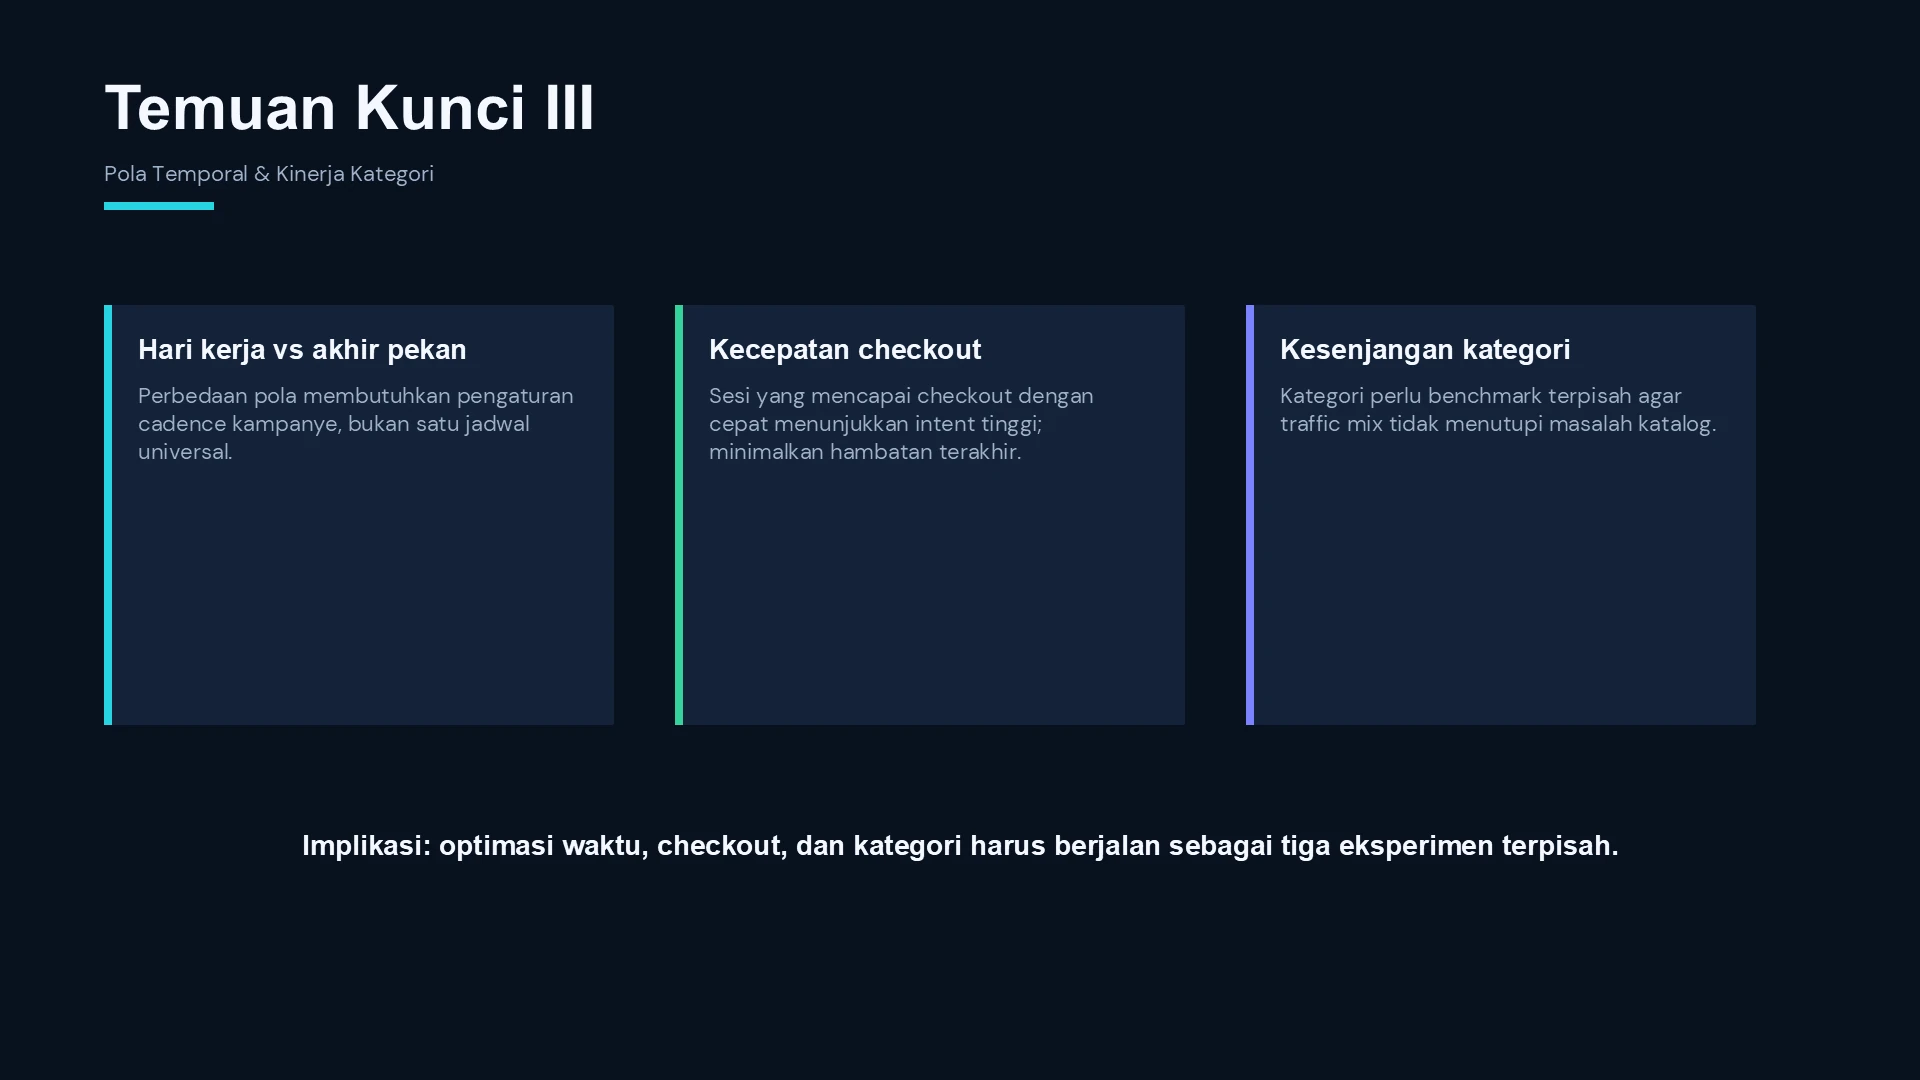 Temuan Kunci III
Pola Temporal & Kinerja Kategori
Hari kerja vs akhir pekan
Perbedaan pola membutuhkan pengaturan
cadence kampanye, bukan satu jadwal
universal.
Kecepatan checkout
Sesi yang mencapai checkout dengan
cepat menunjukkan intent tinggi;
minimalkan hambatan terakhir.
Kesenjangan kategori
Kategori perlu benchmark terpisah agar
traffic mix tidak menutupi masalah katalog.
Implikasi: optimasi waktu, checkout, dan kategori harus berjalan sebagai tiga eksperimen terpisah.